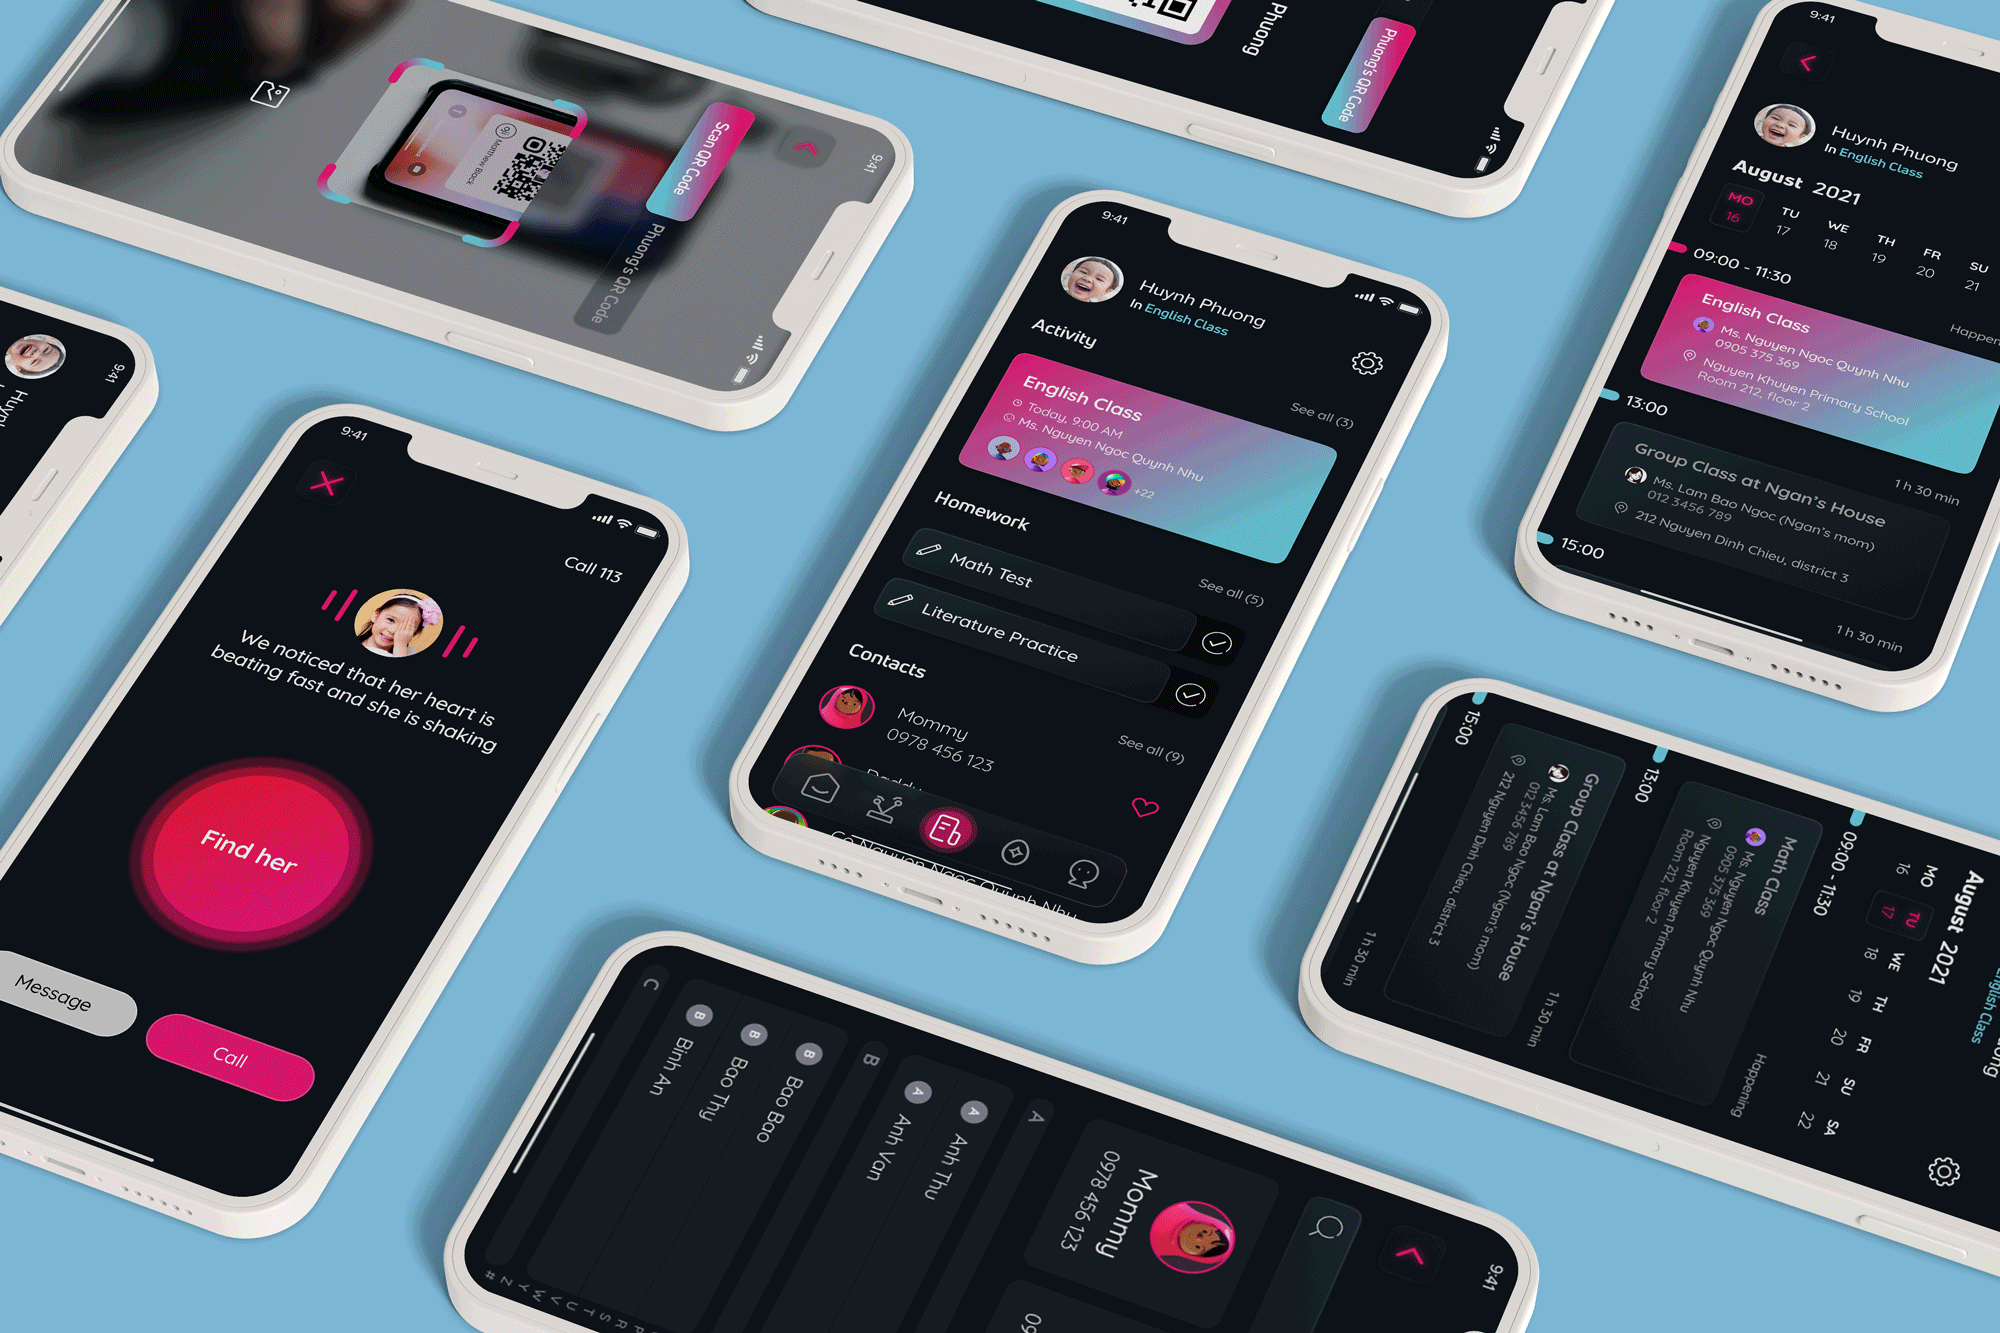 9:41
Scan QR Code
Phuong's QR Code
Matthew Black
Phuong
Phuong's QR Code
9:41
Huynh Phuong
In English Class
August 2021
MO TU WE TH FR SU
16 17 18 19 20 21
09:00 - 11:30
Happen
English Class
Ms. Nguyen Ngoc Quynh Nhu
0905 375 369
Nguyen Khuyen Primary School
Room 212, floor 2
13:00
1 h 30 min
Group Class at Ngan's House
Ms. Lam Bao Ngoc (Ngan's mom)
012 3456 789
212 Nguyen Dinh Chieu, district 3
15:00
1 h 30 min
9:41
Huynh Phuong
In English Class
Activity
See all (3)
English Class
Today, 9:00 AM
Ms. Nguyen Ngoc Quynh Nhu
+22
Homework
See all (5)
Math Test
Literature Practice
Contacts
See all (9)
Mommy
0978 456 123
9:41
9:41
Call 113
We noticed that her heart is
beating fast and she is shaking
Find her
Message
Call
9:41
Mommy
0978 456 123
09
A
A Anh Thu
A Anh Van
B
B Bao Bao
B Bao Thy
B Binh An
C
R S T U V W Y Z #
English Class
August 2021
MO TU WE TH FR SU SA
16 17 18 19 20 21 22
09:00 - 11:30
Happening
Math Class
Ms. Nguyen Ngoc Quynh Nhu
0905 375 369
Nguyen Khuyen Primary School
Room 212, floor 2
13:00
1 h 30 min
Group Class at Ngan's House
Ms. Lam Bao Ngoc (Ngan's mom)
012 3456 789
212 Nguyen Dinh Chieu, district 3
15:00
1 h 30 min